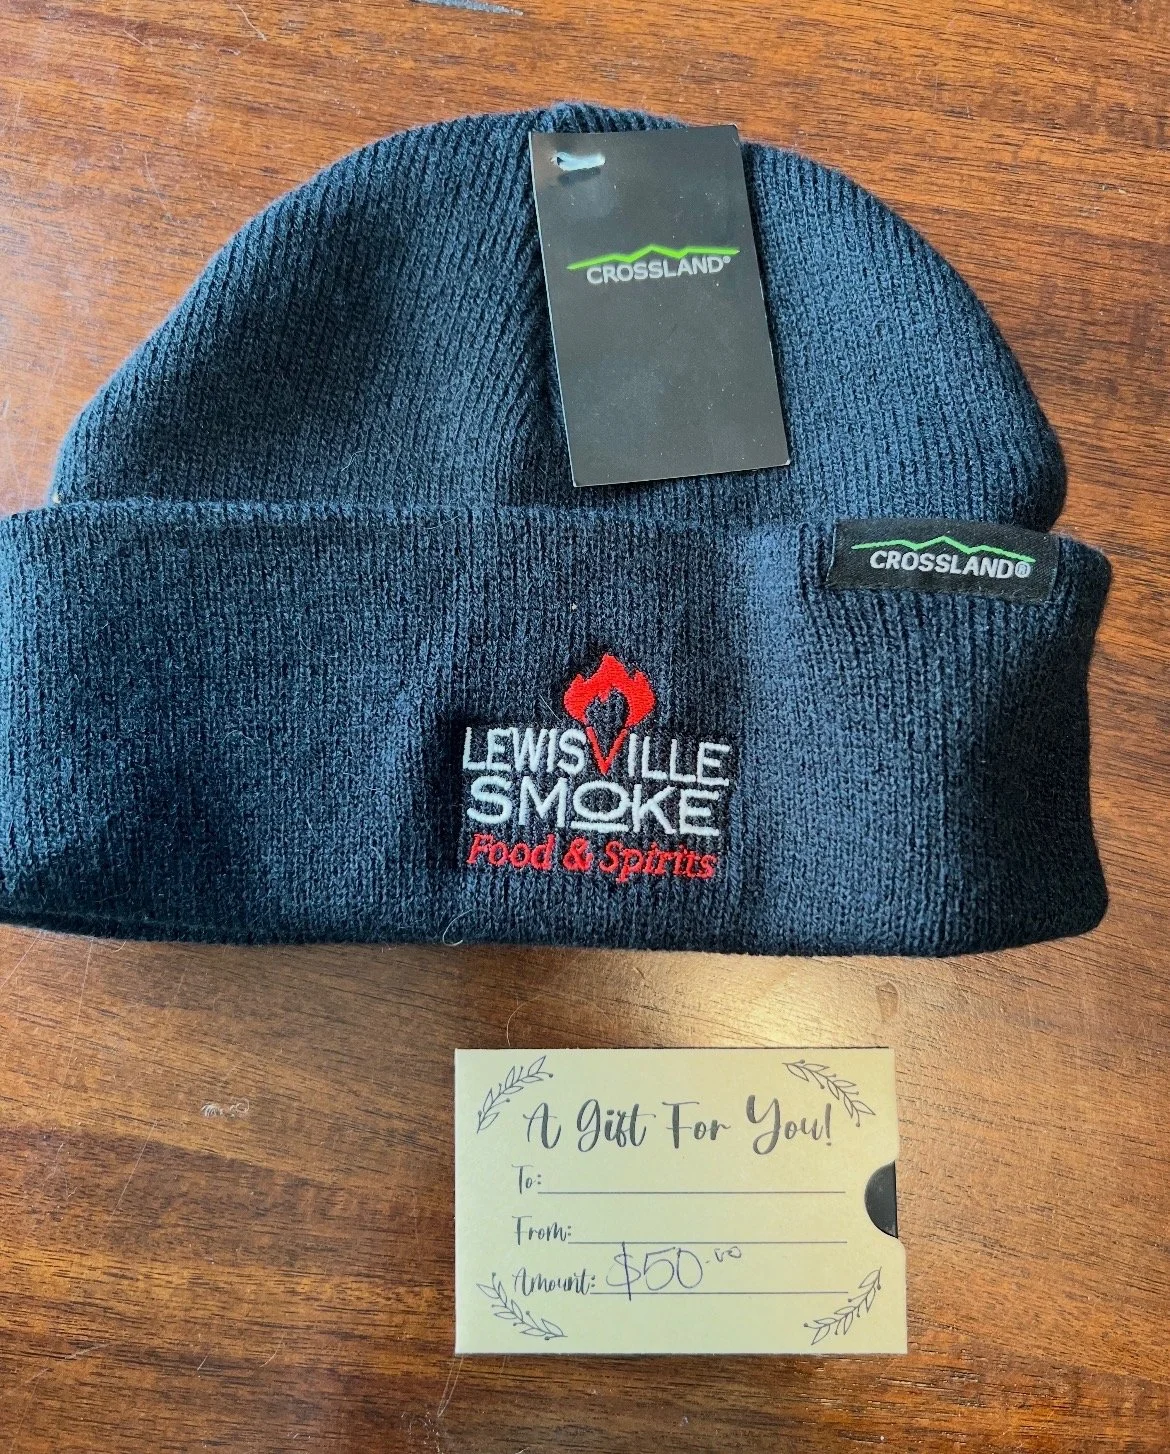 CROSSLAND®
CROSSLAND®
LEWISVILLE
SMOKE
Food & Spirits
A Gift For You!
To:
From:
Amount: $50.00